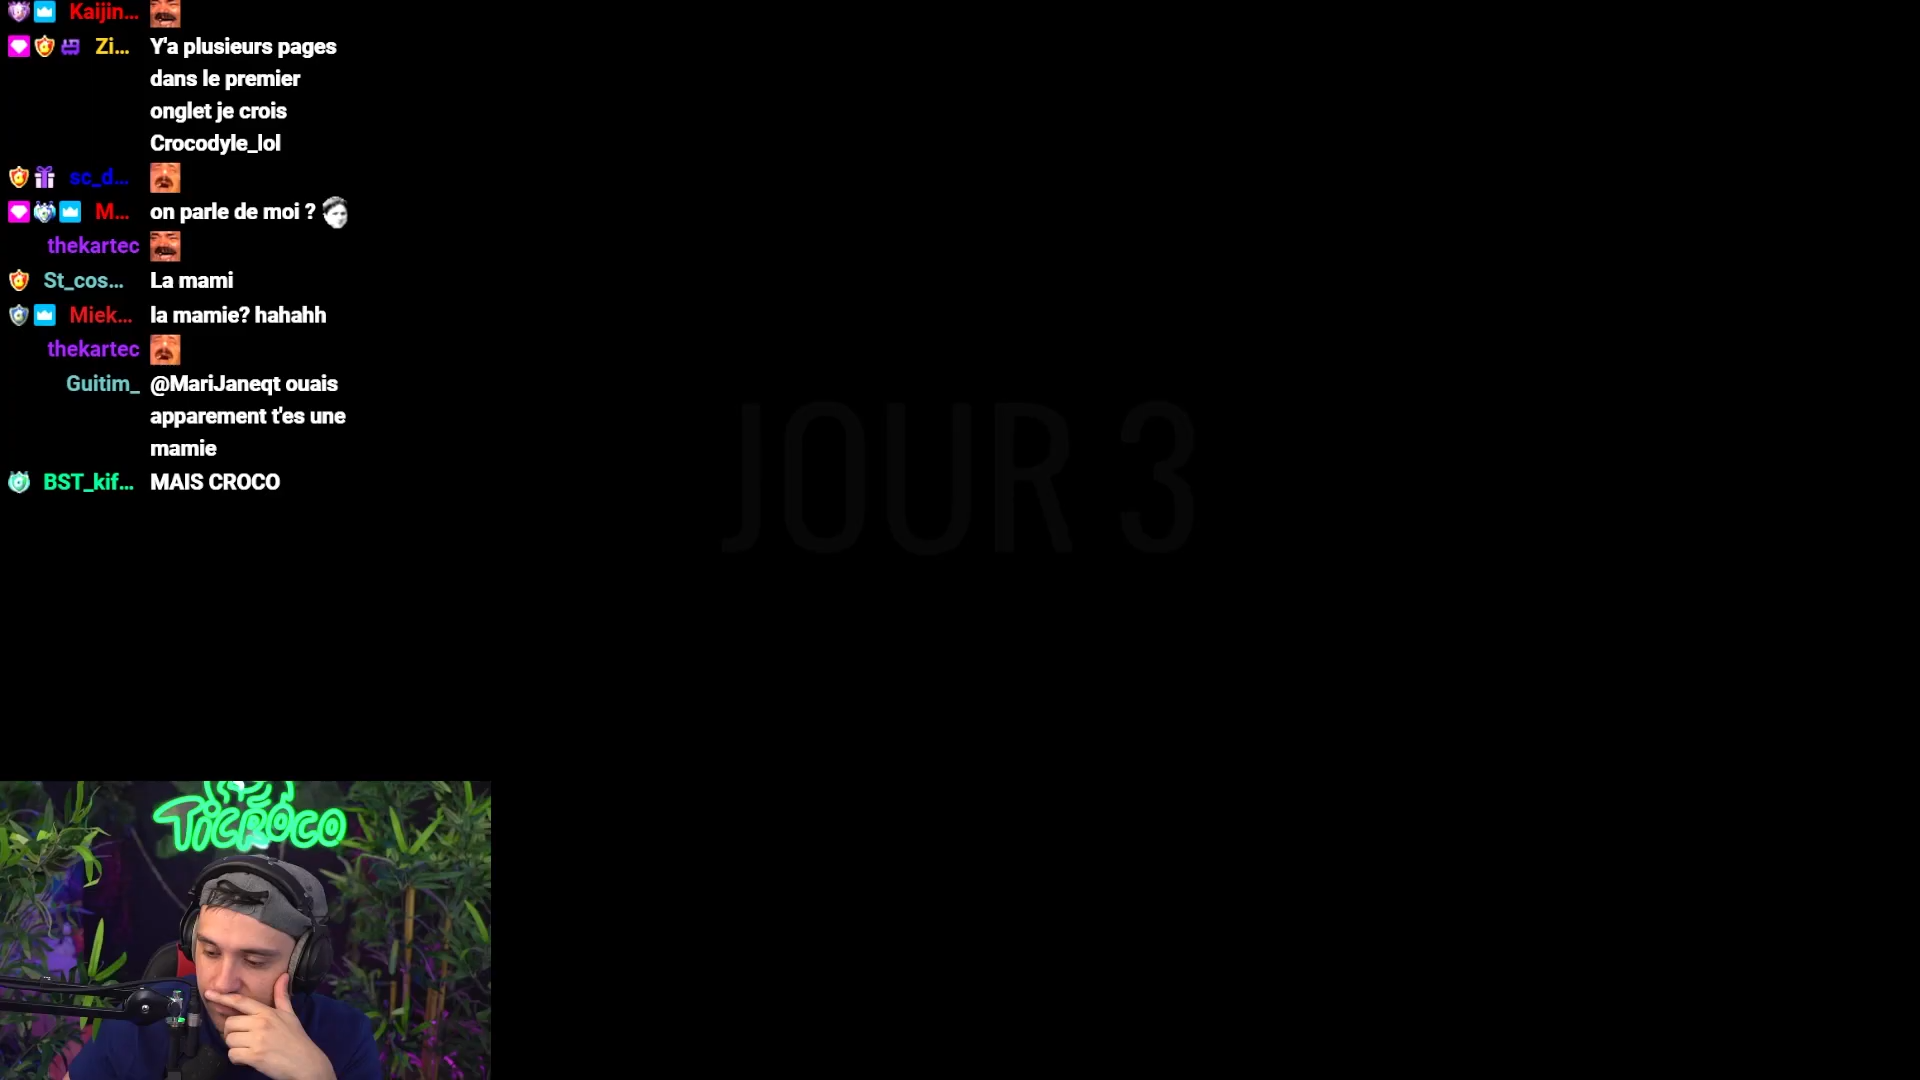 Kaijin...
Zi... Y'a plusieurs pages
dans le premier
onglet je crois
Crocodyle_lol
sc_d...
M... on parle de moi ?
thekartec
St_cos... La mami
Miek... la mamie? hahahh
thekartec
Guitim_ @MariJaneqt ouais
apparement t'es une
mamie
BST_kif... MAIS CROCO
JOUR 3
TicRoco